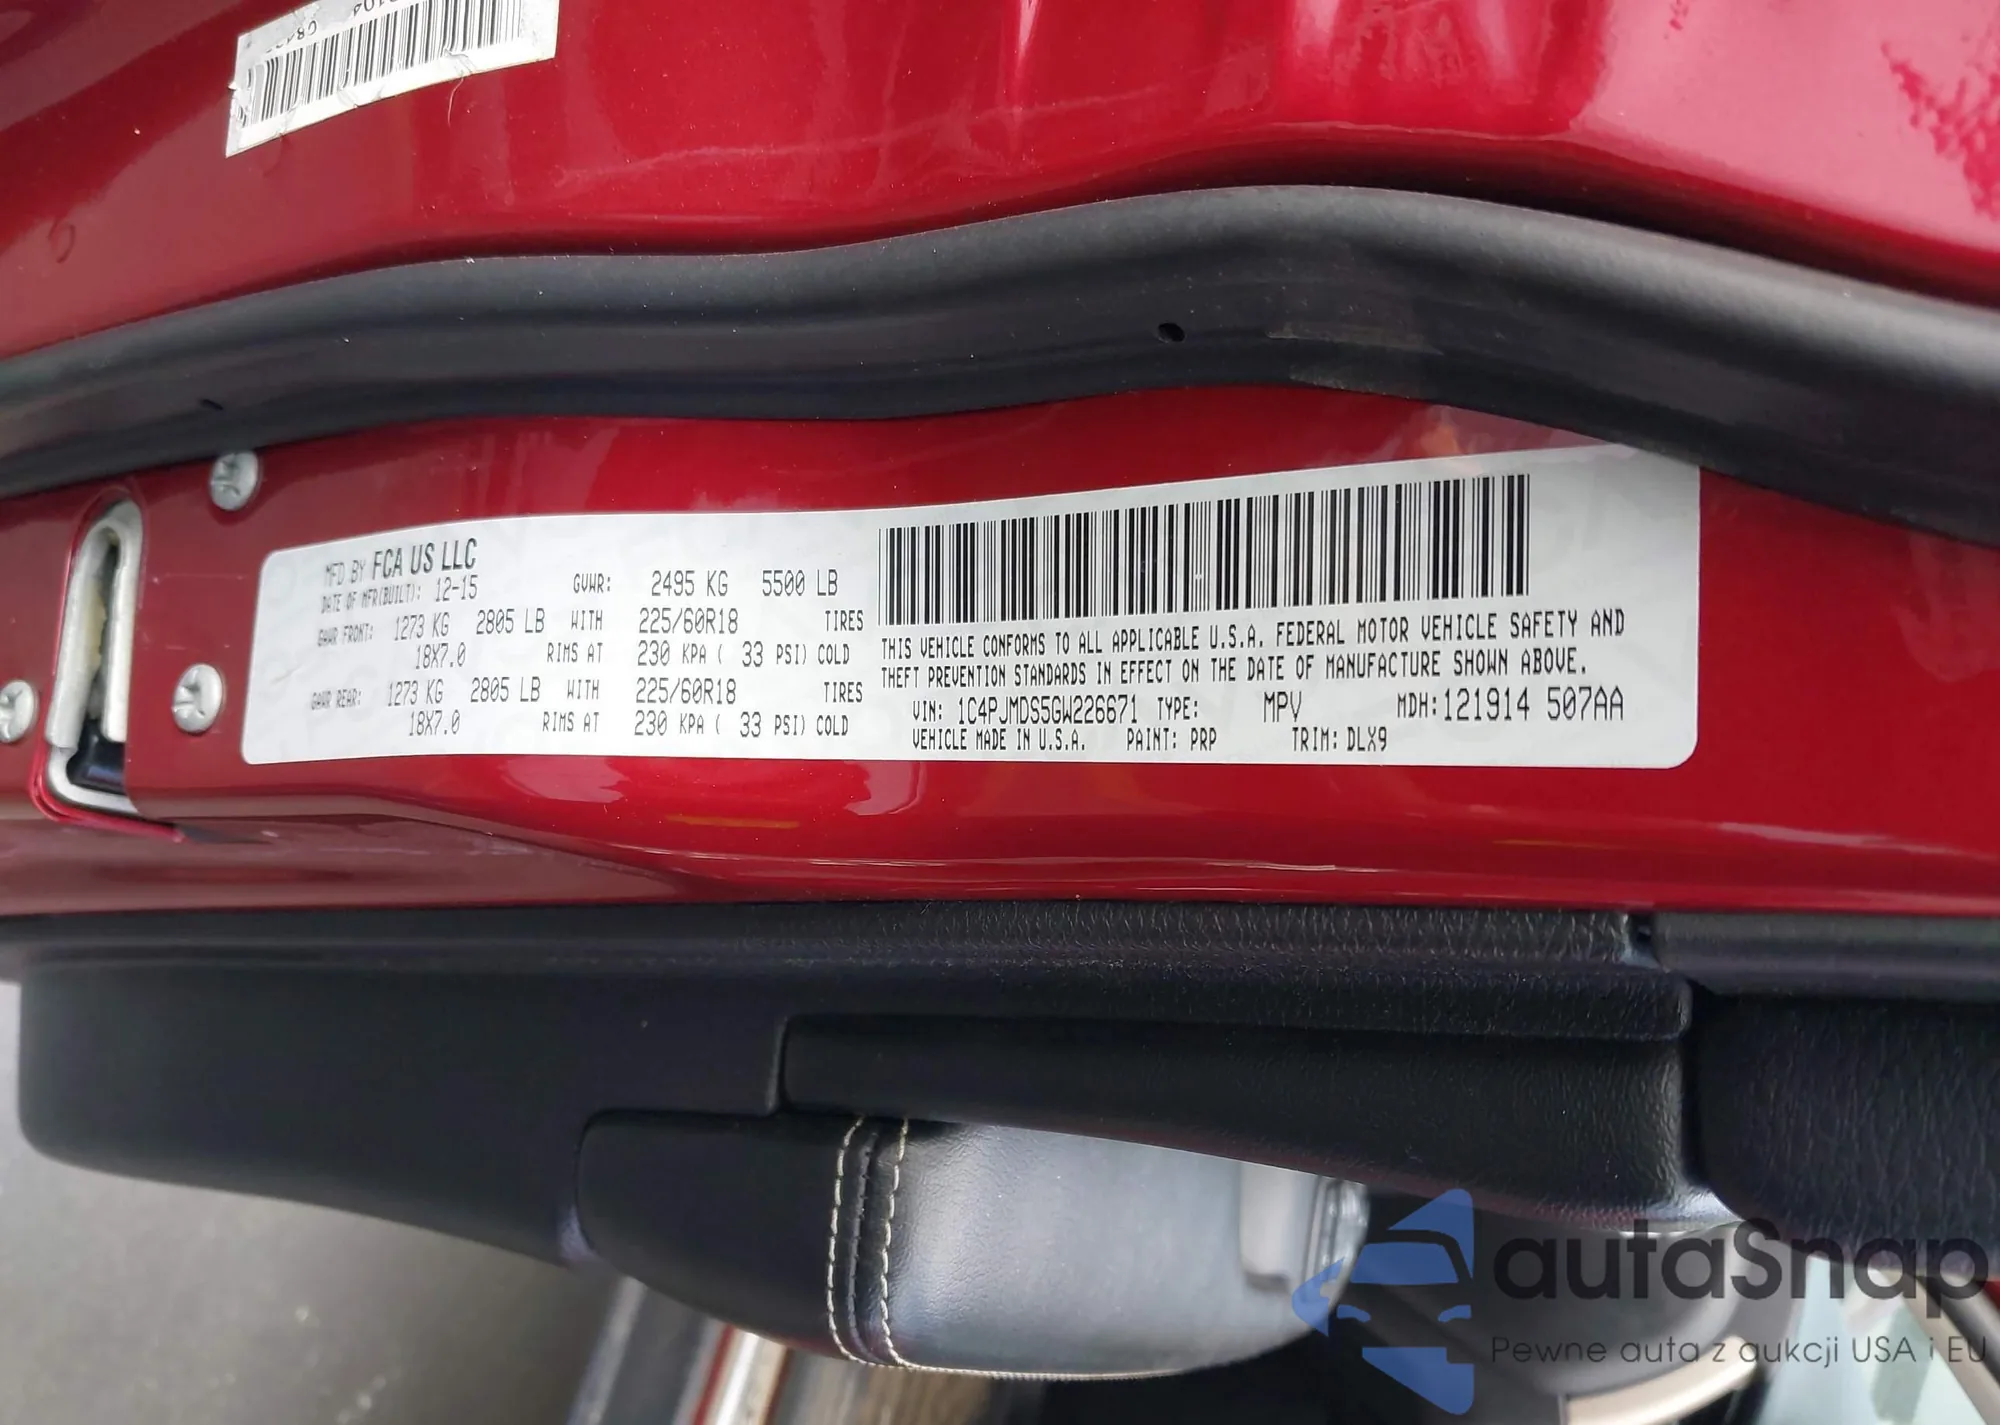 MFD BY FCA US LLC
DATE OF MFR(BUILT): 12-15 GVWR: 2495 KG 5500 LB
GAWR FRONT: 1273 KG 2805 LB WITH 225/60R18 TIRES
18X7.0 RIMS AT 230 KPA ( 33 PSI) COLD
GAWR REAR: 1273 KG 2805 LB WITH 225/60R18 TIRES
18X7.0 RIMS AT 230 KPA ( 33 PSI) COLD
THIS VEHICLE CONFORMS TO ALL APPLICABLE U.S.A. FEDERAL MOTOR VEHICLE SAFETY AND
THEFT PREVENTION STANDARDS IN EFFECT ON THE DATE OF MANUFACTURE SHOWN ABOVE.
VIN: 1C4PJMDS5GW226671 TYPE: MPV MDH: 121914 507AA
VEHICLE MADE IN U.S.A. PAINT: PRP TRIM: DLX9
autaSnap
Pewne auta z aukcji USA i EU